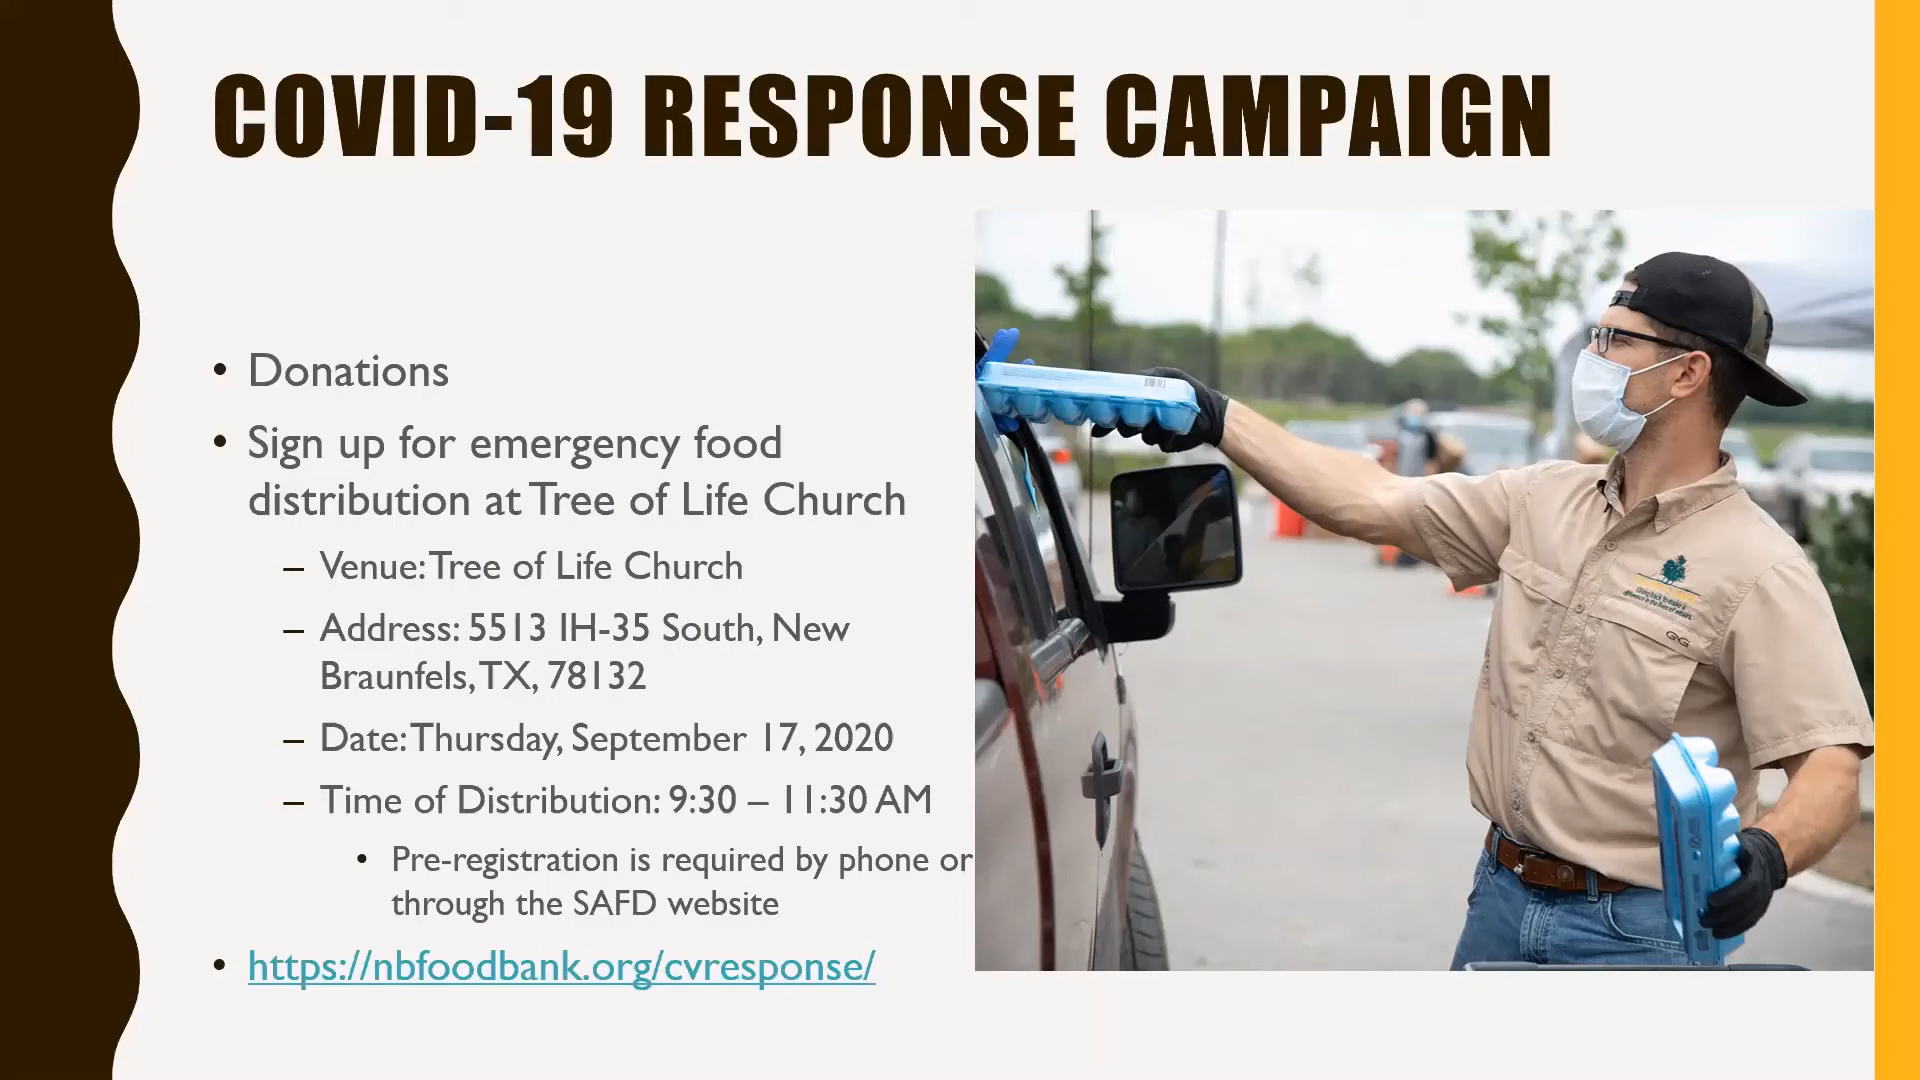 COVID-19 RESPONSE CAMPAIGN
• Donations
• Sign up for emergency food
distribution at Tree of Life Church
– Venue: Tree of Life Church
– Address: 5513 IH-35 South, New
Braunfels, TX, 78132
– Date: Thursday, September 17, 2020
– Time of Distribution: 9:30 – 11:30 AM
• Pre-registration is required by phone or
through the SAFD website
• https://nbfoodbank.org/cvresponse/